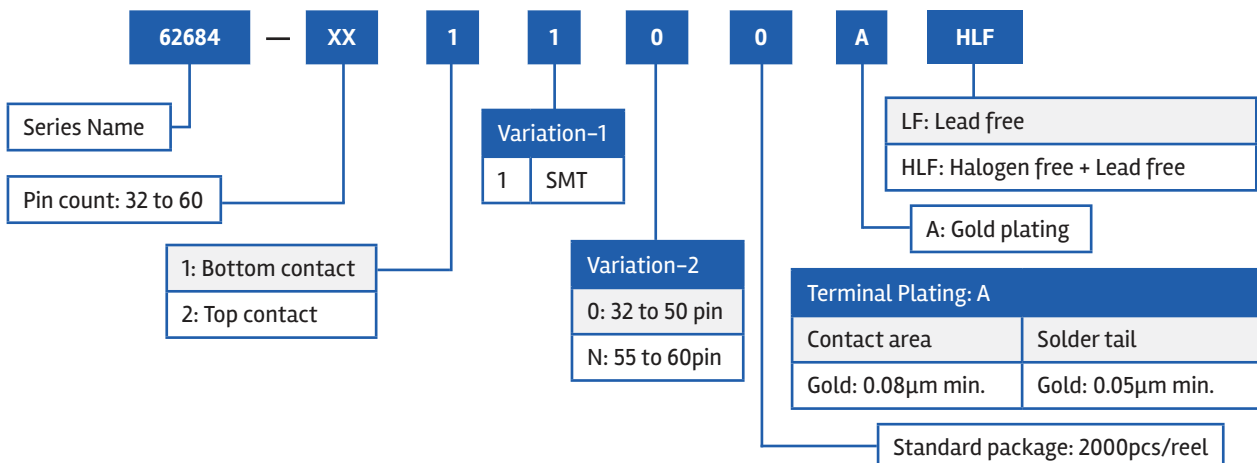 62684 — XX 1 1 0 0 A HLF
Series Name
Pin count: 32 to 60
1: Bottom contact
2: Top contact
Variation-1
1 SMT
Variation-2
0: 32 to 50 pin
N: 55 to 60pin
LF: Lead free
HLF: Halogen free + Lead free
A: Gold plating
Terminal Plating: A
Contact area Solder tail
Gold: 0.08µm min. Gold: 0.05µm min.
Standard package: 2000pcs/reel